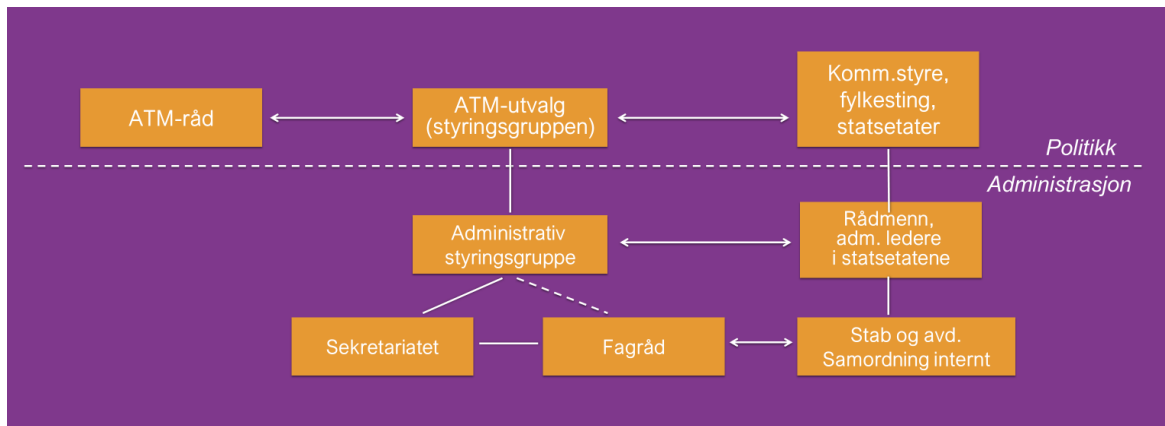 ATM-råd
ATM-utvalg
(styringsgruppen)
Komm.styre,
fylkesting,
statsetater
Politikk
Administrasjon
Administrativ
styringsgruppe
Rådmenn,
adm. ledere
i statsetatene
Sekretariatet
Fagråd
Stab og avd.
Samordning internt